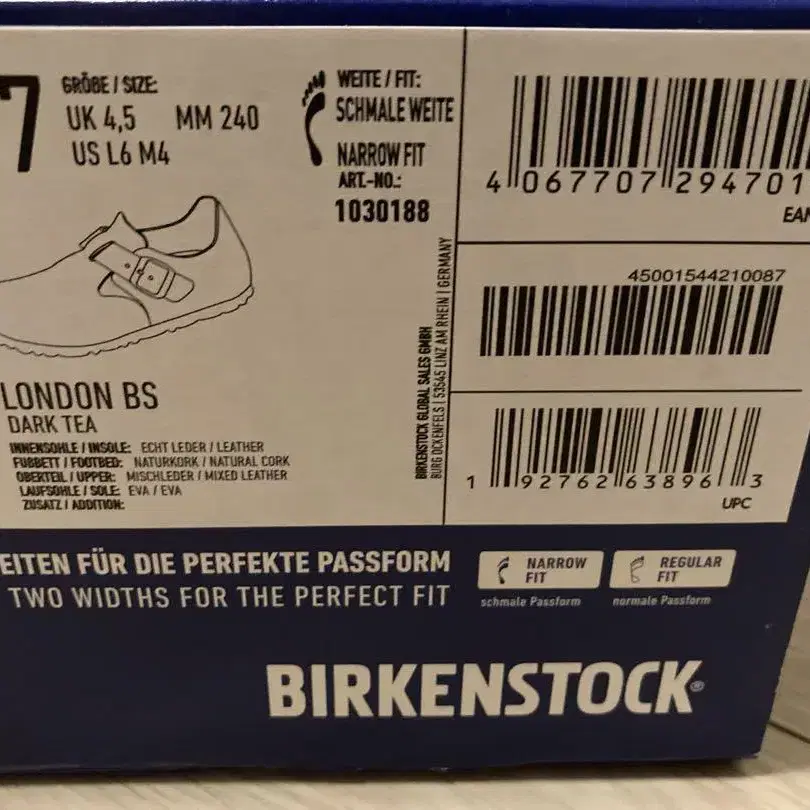 7
GRÖßE / SIZE:
UK 4,5 MM 240
US L6 M4
WEITE / FIT:
SCHMALE WEITE
NARROW FIT
ART.-NO.:
1030188
LONDON BS
DARK TEA
INNENSOHLE / INSOLE: ECHT LEDER / LEATHER
FUßBETT / FOOTBED: NATURKORK / NATURAL CORK
OBERTEIL / UPPER: MISCHLEDER / MIXED LEATHER
LAUFSOHLE / SOLE: EVA / EVA
ZUSATZ / ADDITION:
BIRKENSTOCK GLOBAL SALES GMBH
BURG OCKENFELS | 53545 LINZ AM RHEIN | GERMANY
4 067707 294701
EAN
45001544210087
1 92762 63896 3
UPC
EITEN FÜR DIE PERFEKTE PASSFORM
TWO WIDTHS FOR THE PERFECT FIT
NARROW
FIT
schmale Passform
REGULAR
FIT
normale Passform
BIRKENSTOCK®